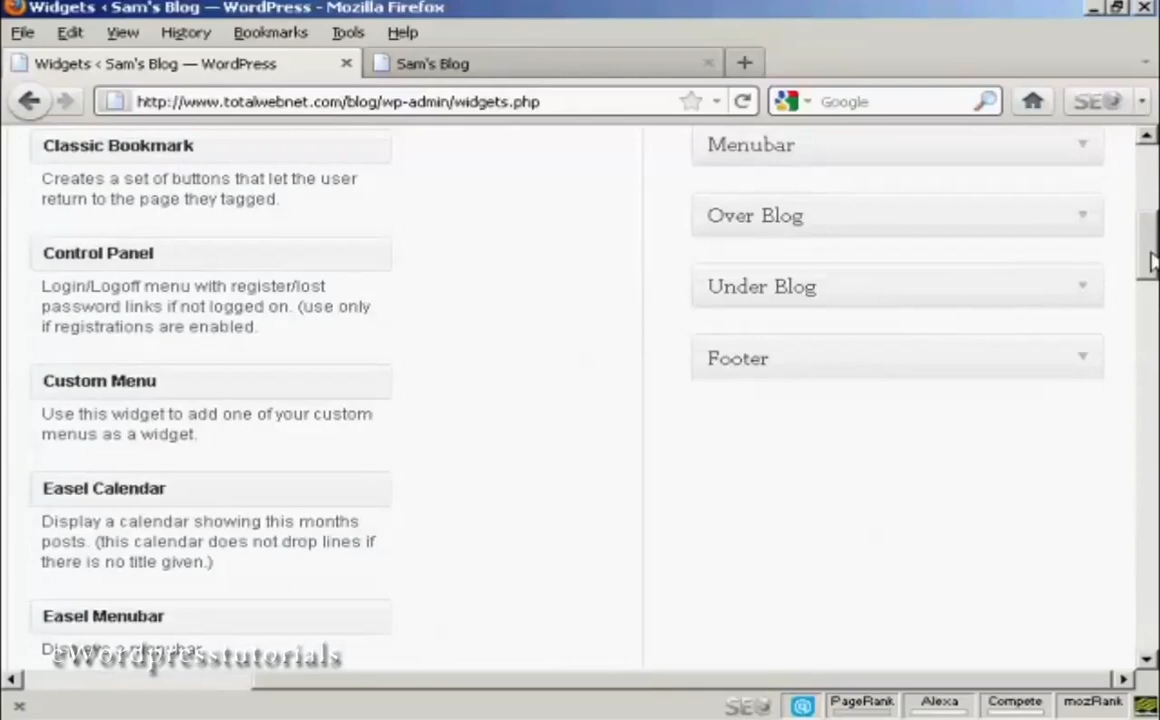 Widgets ‹ Sam's Blog — WordPress - Mozilla Firefox
File Edit View History Bookmarks Tools Help
Widgets ‹ Sam's Blog — WordPress
Sam's Blog
http://www.totalwebnet.com/blog/wp-admin/widgets.php
Google
SEO
Classic Bookmark
Creates a set of buttons that let the user
return to the page they tagged.
Control Panel
Login/Logoff menu with register/lost
password links if not logged on. (use only
if registrations are enabled.
Custom Menu
Use this widget to add one of your custom
menus as a widget.
Easel Calendar
Display a calendar showing this months
posts. (this calendar does not drop lines if
there is no title given.)
Easel Menubar
Menubar
Over Blog
Under Blog
Footer
eWordpresstutorials
SEO PageRank Alexa Compete mozRank